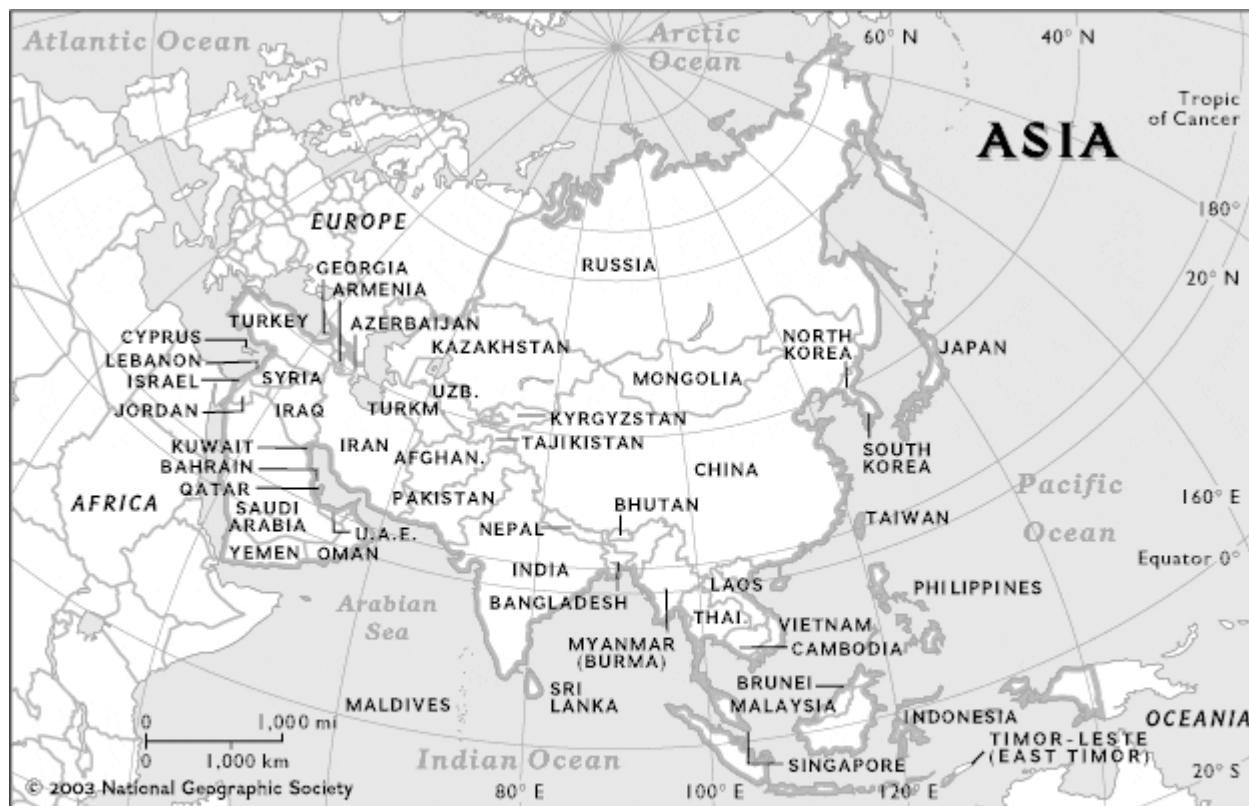 Atlantic Ocean
Arctic
Ocean
60° N
40° N
Tropic
of Cancer
ASIA
EUROPE
180°
GEORGIA
ARMENIA
RUSSIA
20° N
TURKEY
AZERBAIJAN
CYPRUS
KAZAKHSTAN
NORTH
KOREA
JAPAN
LEBANON
ISRAEL
SYRIA
MONGOLIA
UZB.
JORDAN
IRAQ
TURKM
KYRGYZSTAN
KUWAIT
IRAN
TAJIKISTAN
SOUTH
KOREA
AFGHAN.
BAHRAIN
CHINA
QATAR
AFRICA
PAKISTAN
Pacific
Ocean
160° E
SAUDI
ARABIA
BHUTAN
TAIWAN
NEPAL
U.A.E.
YEMEN
OMAN
Equator 0°
INDIA
LAOS
PHILIPPINES
Arabian
Sea
BANGLADESH
THAI.
VIETNAM
MYANMAR
(BURMA)
CAMBODIA
BRUNEI
SRI
LANKA
MALDIVES
MALAYSIA
INDONESIA
OCEANIA
0 1,000 mi
0 1,000 km
TIMOR-LESTE
(EAST TIMOR)
Indian Ocean
SINGAPORE
20° S
© 2003 National Geographic Society
80° E
100° E
120° E